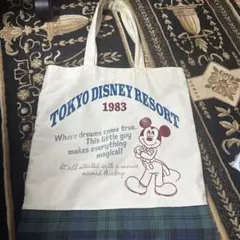 TOKYO DISNEY RESORT
1983
Where dreams come true.
This little guy
makes everything
magical!
It all started with a mouse
named Mickey